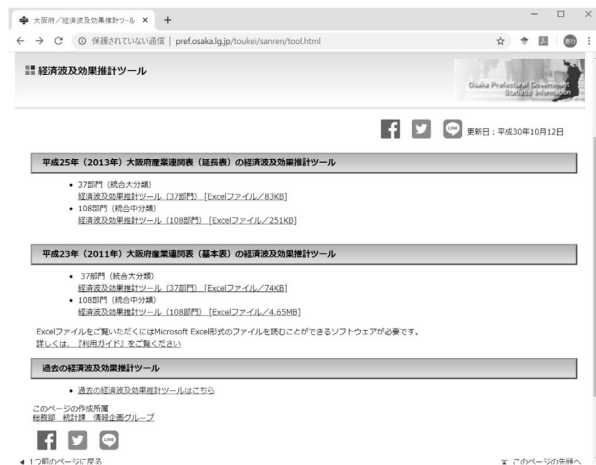 大阪府／経済波及効果推計ツール
保護されていない通信 | pref.osaka.lg.jp/toukei/sanren/tool.html
経済波及効果推計ツール
Osaka Prefectural Government
Statistic Information
LINE
更新日：平成30年10月12日
平成25年（2013年）大阪府産業連関表（延長表）の経済波及効果推計ツール
• 37部門（統合大分類）
経済波及効果推計ツール（37部門） [Excelファイル／83KB]
• 108部門（統合中分類）
経済波及効果推計ツール（108部門） [Excelファイル／251KB]
平成23年（2011年）大阪府産業連関表（基本表）の経済波及効果推計ツール
• 37部門（統合大分類）
経済波及効果推計ツール（37部門） [Excelファイル／74KB]
• 108部門（統合中分類）
経済波及効果推計ツール（108部門） [Excelファイル／4.65MB]
Excelファイルをご覧いただくにはMicrosoft Excel形式のファイルを読むことができるソフトウェアが必要です。
詳しくは、『利用ガイド』をご覧ください
過去の経済波及効果推計ツール
• 過去の経済波及効果推計ツールはこちら
このページの作成所属
総務部 統計課 情報企画グループ
LINE
1つ前のページに戻る
このページの先頭へ